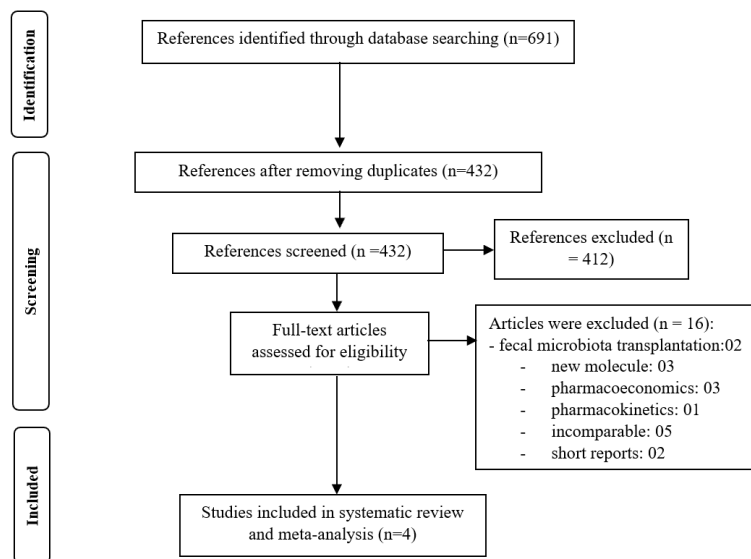 Identification
References identified through database searching (n=691)
Screening
References after removing duplicates (n=432)
References screened (n =432)
References excluded (n
= 412)
Full-text articles
assessed for eligibility
Articles were excluded (n = 16):
- fecal microbiota transplantation:02
- new molecule: 03
- pharmacoeconomics: 03
- pharmacokinetics: 01
- incomparable: 05
- short reports: 02
Included
Studies included in systematic review
and meta-analysis (n=4)